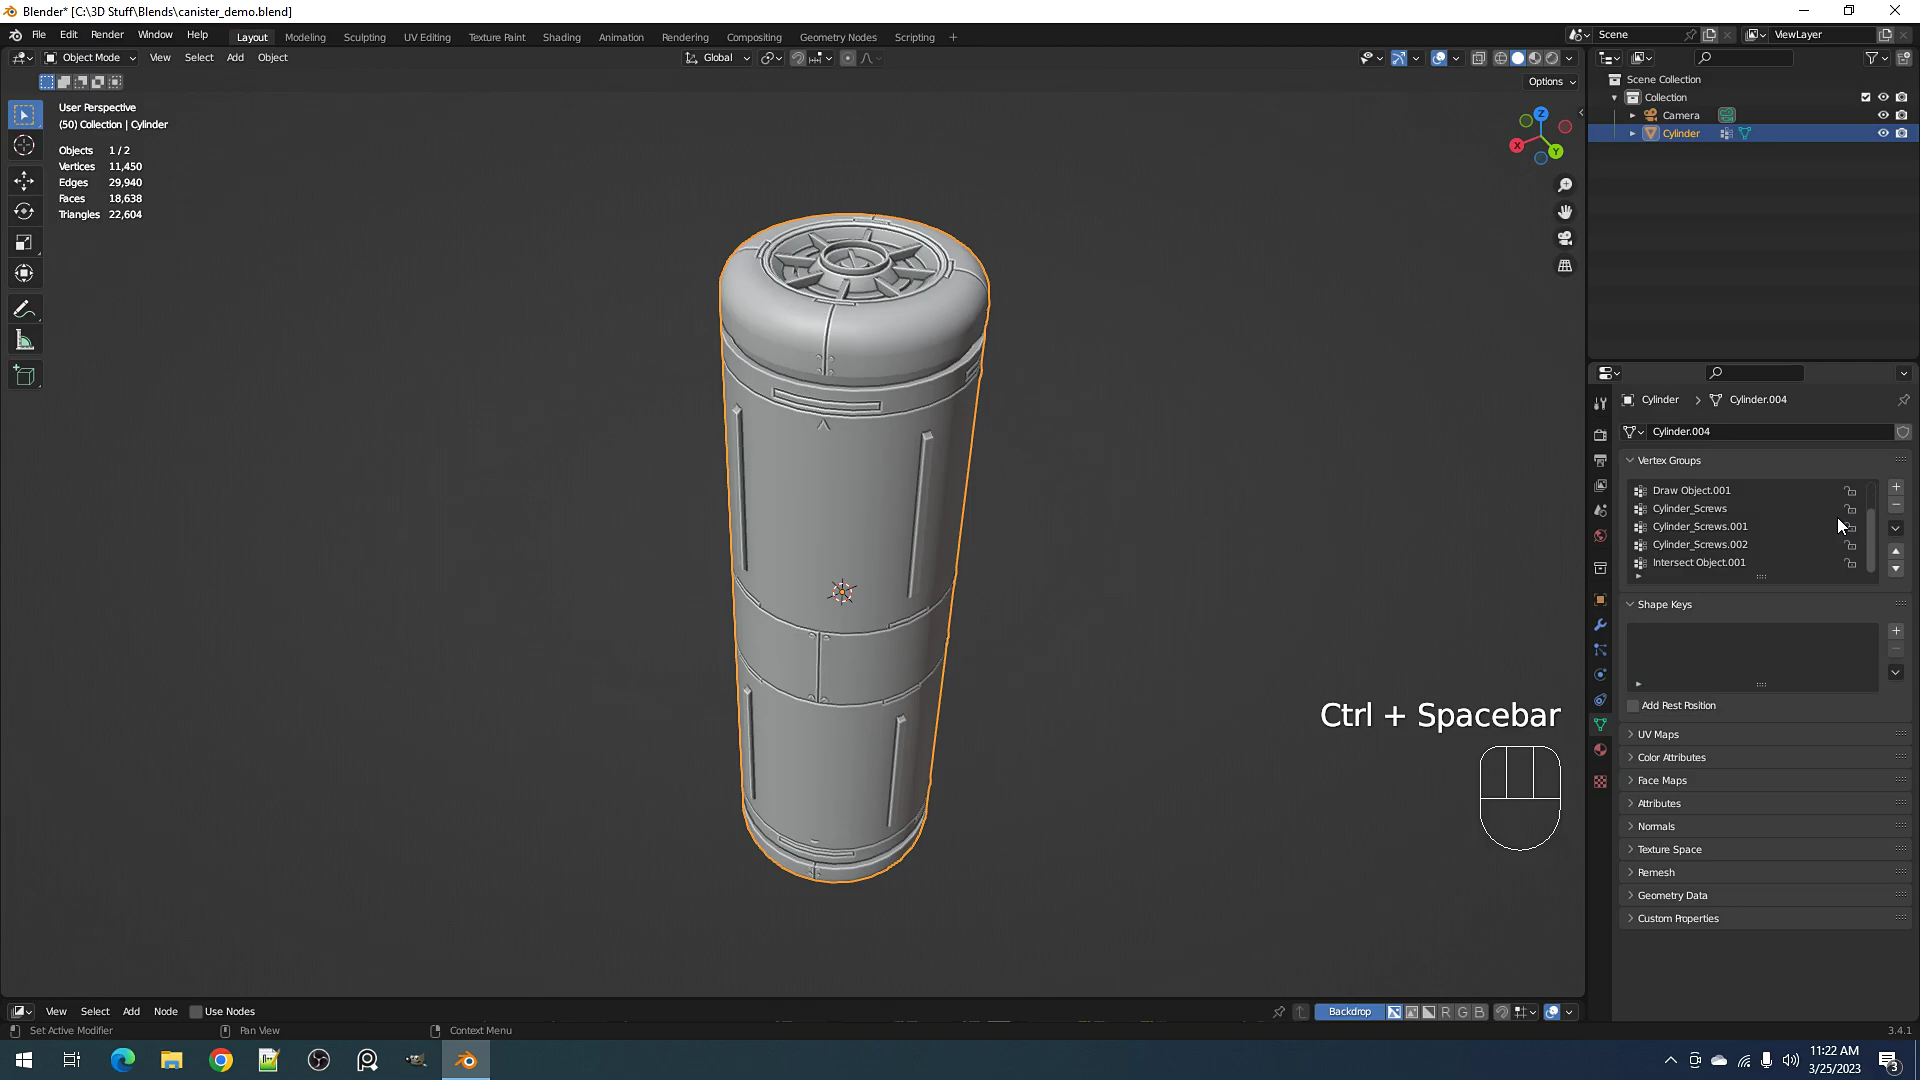 Blender* [C:\3D Stuff\Blends\canister_demo.blend]
File Edit Render Window Help Layout Modeling Sculpting UV Editing Texture Paint Shading Animation Rendering Compositing Geometry Nodes Scripting + Scene ViewLayer
Object Mode View Select Add Object Global
Options
User Perspective
(50) Collection | Cylinder
Objects 1 / 2
Vertices 11,450
Edges 29,940
Faces 18,638
Triangles 22,604
Z
X
Y
Scene Collection
Collection
Camera
Cylinder
Cylinder > Cylinder.004
Cylinder.004
Vertex Groups
Draw Object.001
Cylinder_Screws
Cylinder_Screws.001
Cylinder_Screws.002
Intersect Object.001
Shape Keys
Add Rest Position
UV Maps
Color Attributes
Face Maps
Attributes
Normals
Texture Space
Remesh
Geometry Data
Custom Properties
Ctrl + Spacebar
View Select Add Node Use Nodes Backdrop R G B
Set Active Modifier Pan View Context Menu 3.4.1
11:22 AM
3/25/2023
3